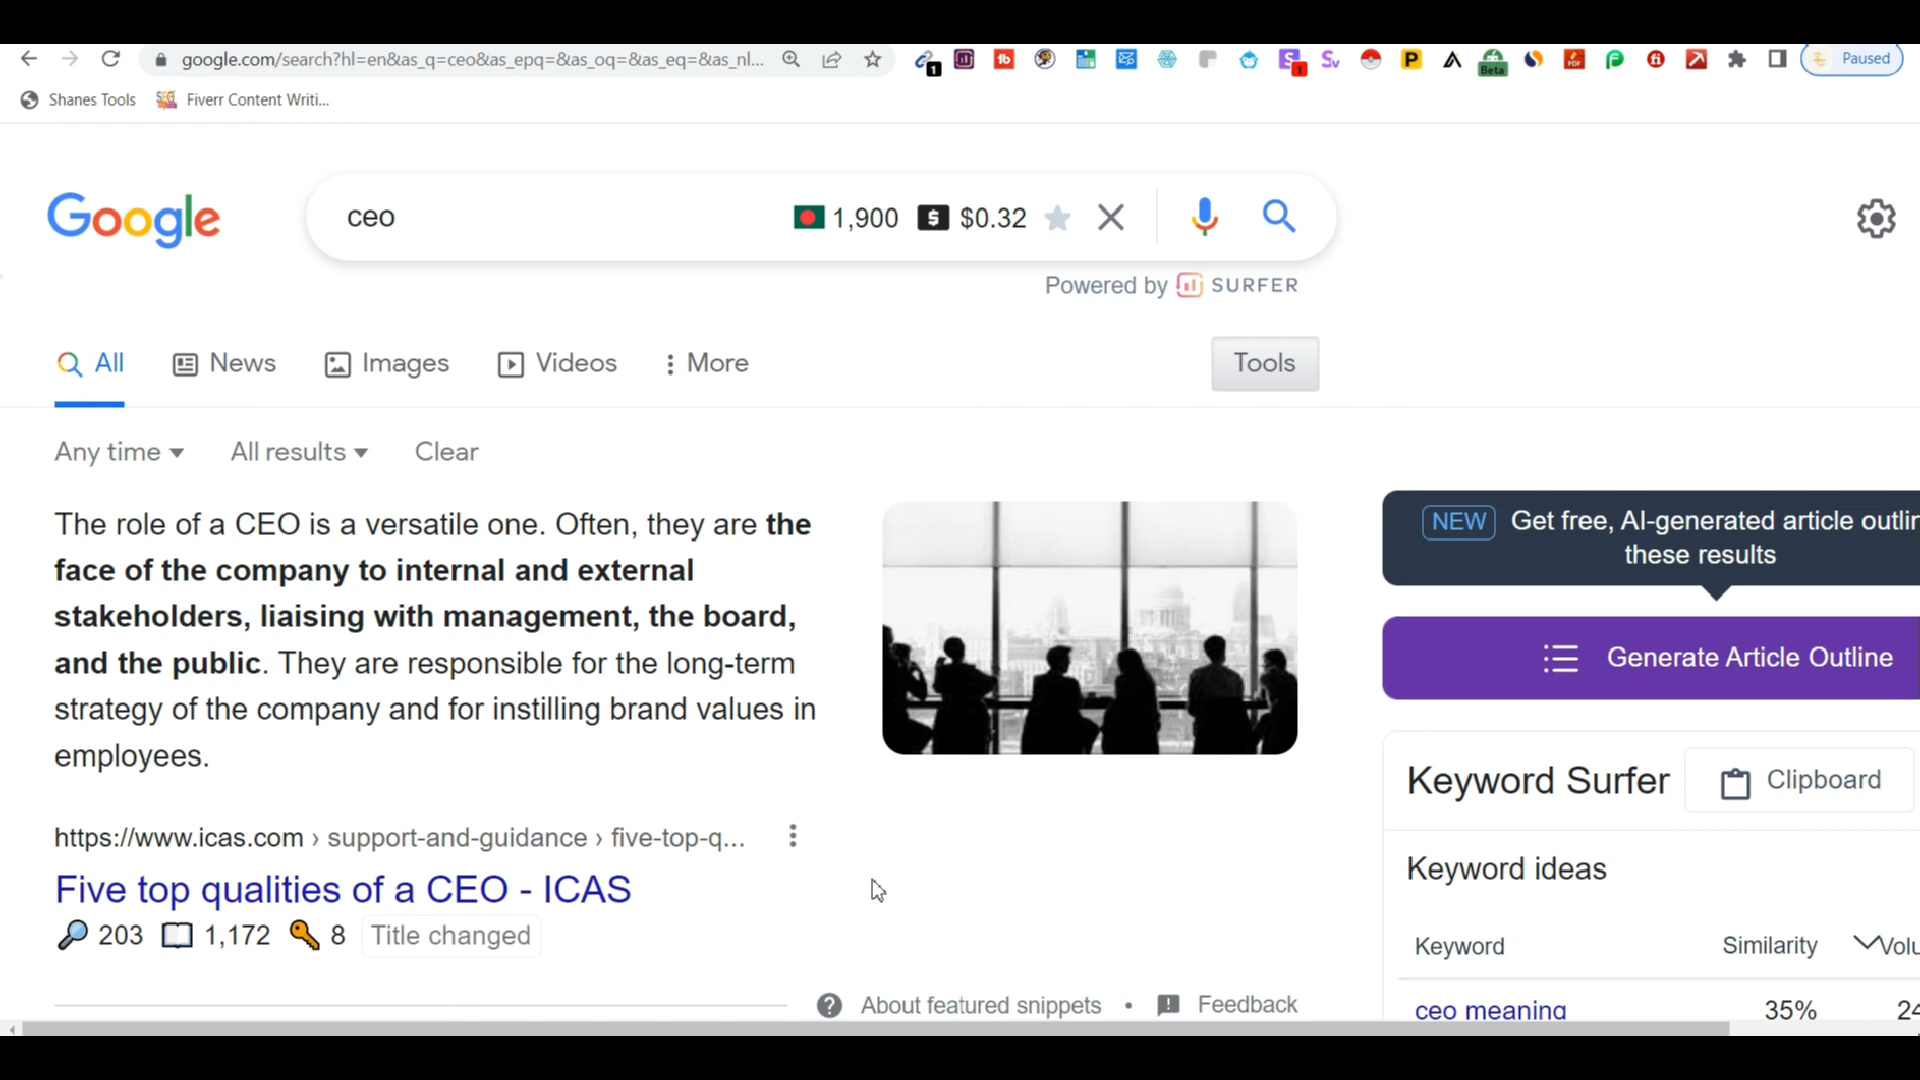 google.com/search?hl=en&as_q=ceo&as_epq=&as_oq=&as_eq=&as_nl...
1
1
Beta
PDF
Paused
Shanes Tools
Fiverr Content Writi...
Google
ceo
1,900
$0.32
Powered by SURFER
All
News
Images
Videos
More
Tools
Any time
All results
Clear
The role of a CEO is a versatile one. Often, they are the
face of the company to internal and external
stakeholders, liaising with management, the board,
and the public. They are responsible for the long-term
strategy of the company and for instilling brand values in
employees.
https://www.icas.com › support-and-guidance › five-top-q...
Five top qualities of a CEO - ICAS
203
1,172
8
Title changed
About featured snippets • Feedback
NEW Get free, AI-generated article outlin
these results
Generate Article Outline
Keyword Surfer
Clipboard
Keyword ideas
Keyword Similarity Volu
ceo meaning 35% 24